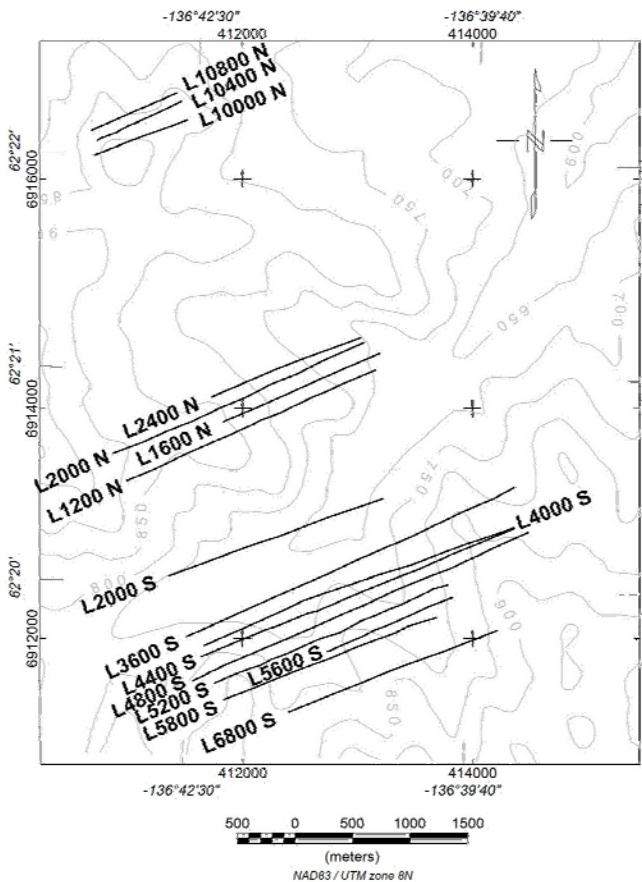 -136°42'30"
-136°39'40"
412000
414000
L10800 N
L10400 N
L10000 N
62°22'
6916000
700
750
600
650
700
62°21'
6914000
L2400 N
L2000 N
L1600 N
L1200 N
850
750
L4000 S
800
62°20'
L2000 S
6912000
L3600 S
L4400 S
L4800 S
L5200 S
L5600 S
L5800 S
L6800 S
900
850
412000
414000
-136°42'30"
-136°39'40"
500 0 500 1000 1500
(meters)
NAD83 / UTM zone 8N